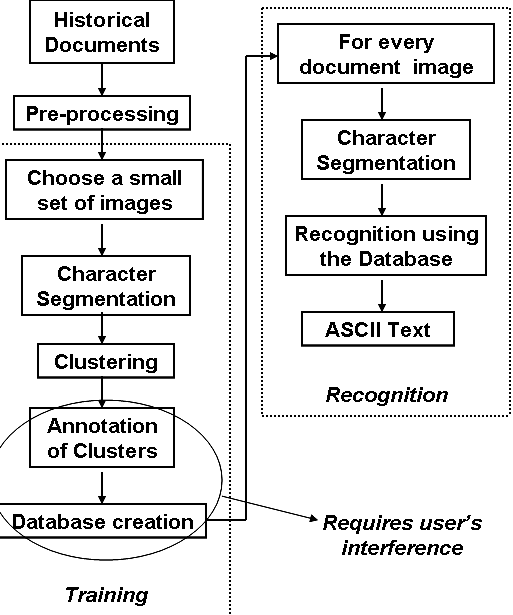 Historical
Documents
Pre-processing
Choose a small
set of images
Character
Segmentation
Clustering
Annotation
of Clusters
Database creation
Training
For every
document image
Character
Segmentation
Recognition using
the Database
ASCII Text
Recognition
Requires user's
interference